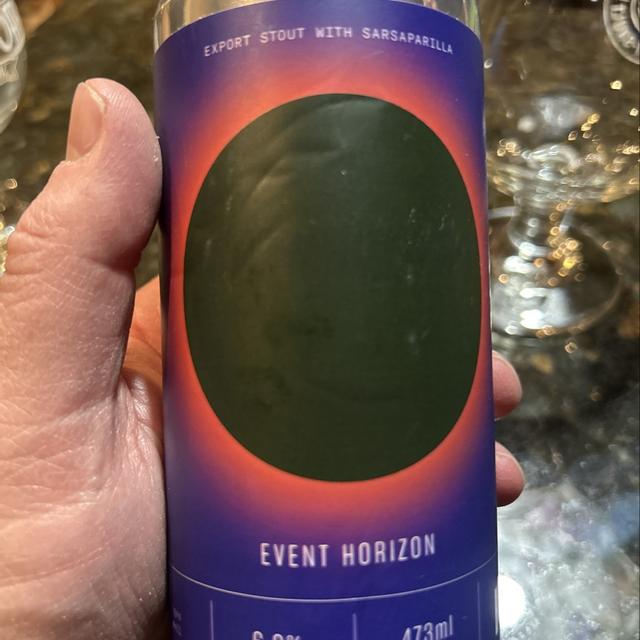 EXPORT STOUT WITH SARSAPARILLA
EVENT HORIZON
473ml